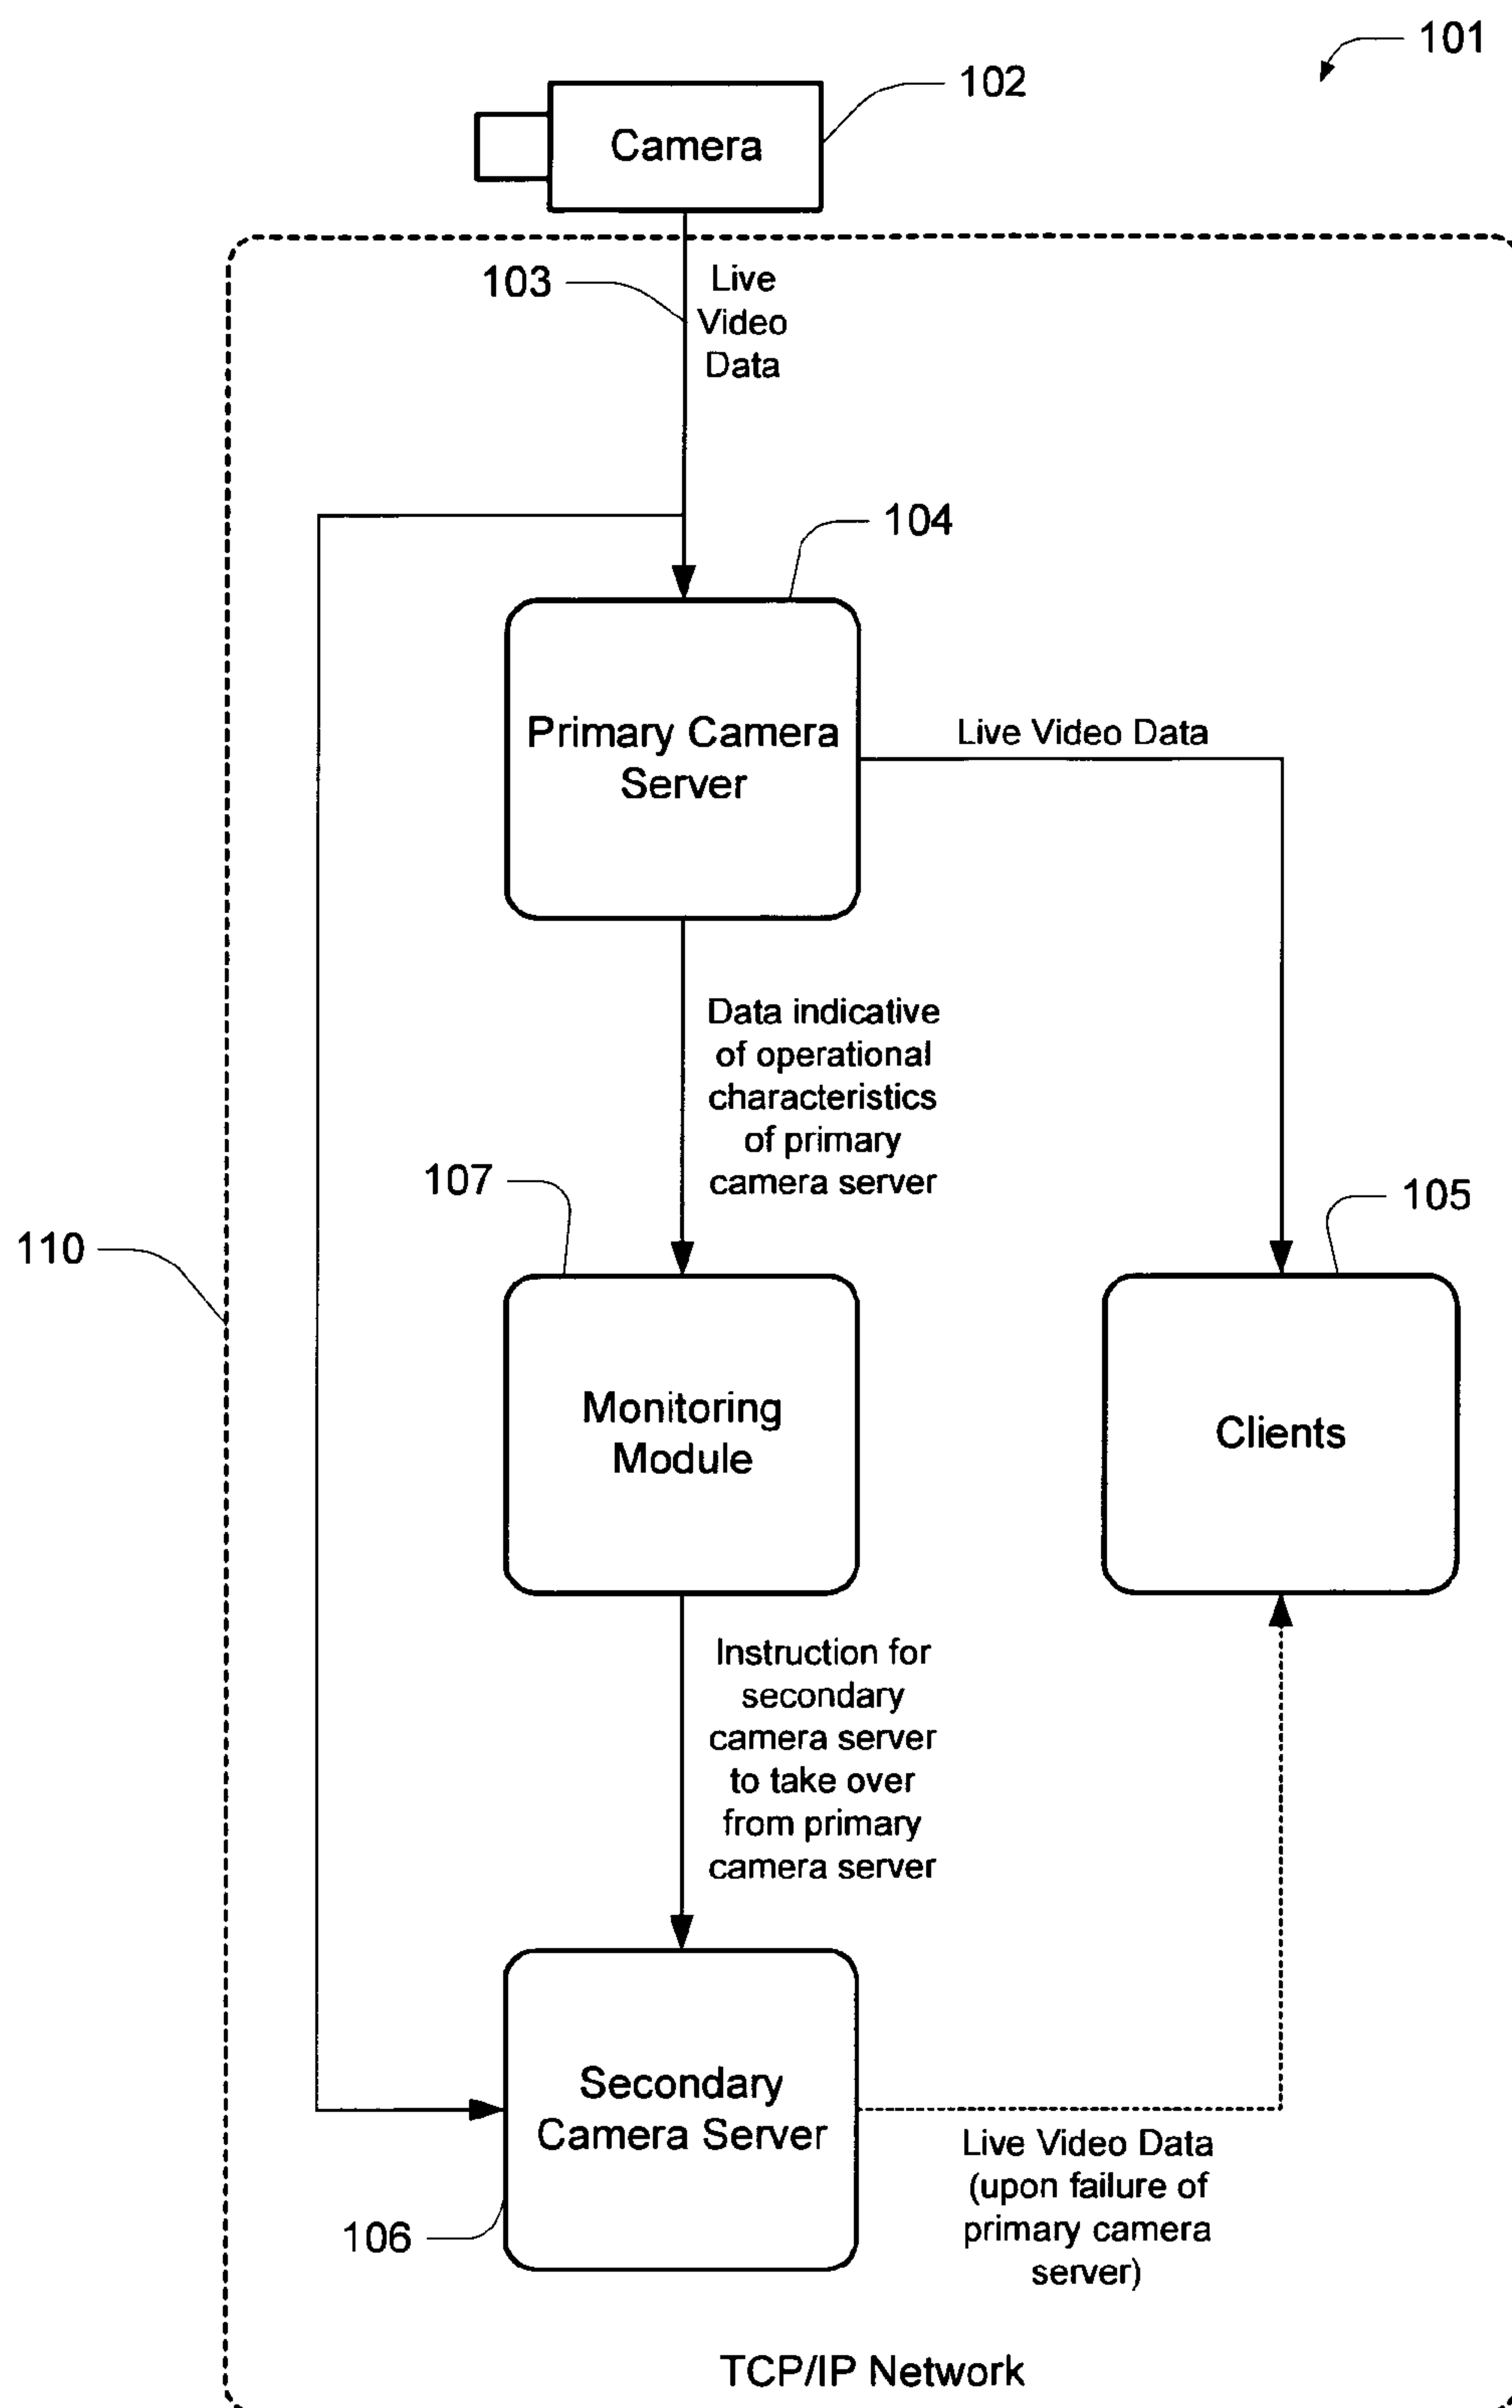 101
102
Camera
103
Live
Video
Data
104
Primary Camera
Server
Live Video Data
Data indicative
of operational
characteristics
of primary
camera server
107
105
110
Monitoring
Module
Clients
Instruction for
secondary
camera server
to take over
from primary
camera server
Secondary
Camera Server
106
Live Video Data
(upon failure of
primary camera
server)
TCP/IP Network